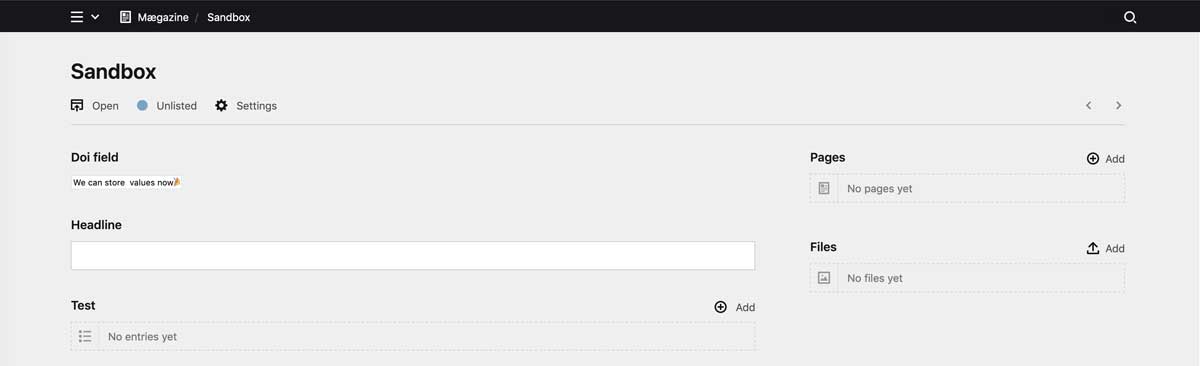 Mægazine / Sandbox
Sandbox
Open Unlisted Settings
Doi field
We can store values now🎉
Headline
Test Add
No entries yet
Pages Add
No pages yet
Files Add
No files yet